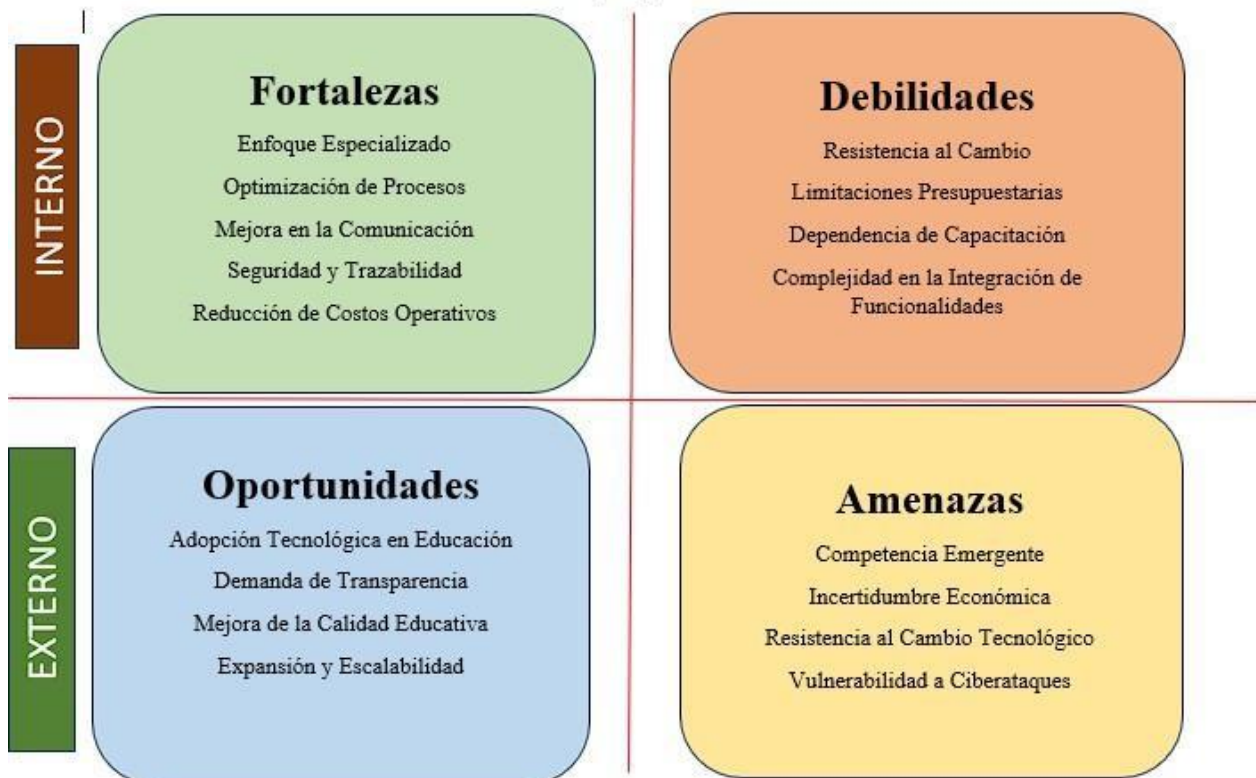 INTERNO
Fortalezas
Enfoque Especializado
Optimización de Procesos
Mejora en la Comunicación
Seguridad y Trazabilidad
Reducción de Costos Operativos
Debilidades
Resistencia al Cambio
Limitaciones Presupuestarias
Dependencia de Capacitación
Complejidad en la Integración de
Funcionalidades
EXTERNO
Oportunidades
Adopción Tecnológica en Educación
Demanda de Transparencia
Mejora de la Calidad Educativa
Expansión y Escalabilidad
Amenazas
Competencia Emergente
Incertidumbre Económica
Resistencia al Cambio Tecnológico
Vulnerabilidad a Ciberataques